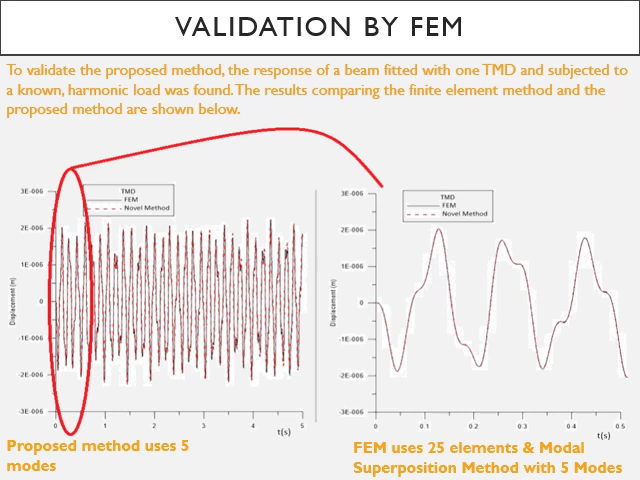 VALIDATION BY FEM
To validate the proposed method, the response of a beam fitted with one TMD and subjected to
a known, harmonic load was found. The results comparing the finite element method and the
proposed method are shown below.
TMD
FEM
Novel Method
3E-006
2E-006
1E-006
0
-1E-006
-2E-006
-3E-006
Displacement (m)
0 1 2 3 4 5
t(s)
TMD
FEM
Novel Method
3E-006
2E-006
1E-006
0
-1E-006
-2E-006
-3E-006
Displacement (m)
0 0.1 0.2 0.3 0.4 0.5
t(s)
Proposed method uses 5
modes
FEM uses 25 elements & Modal
Superposition Method with 5 Modes